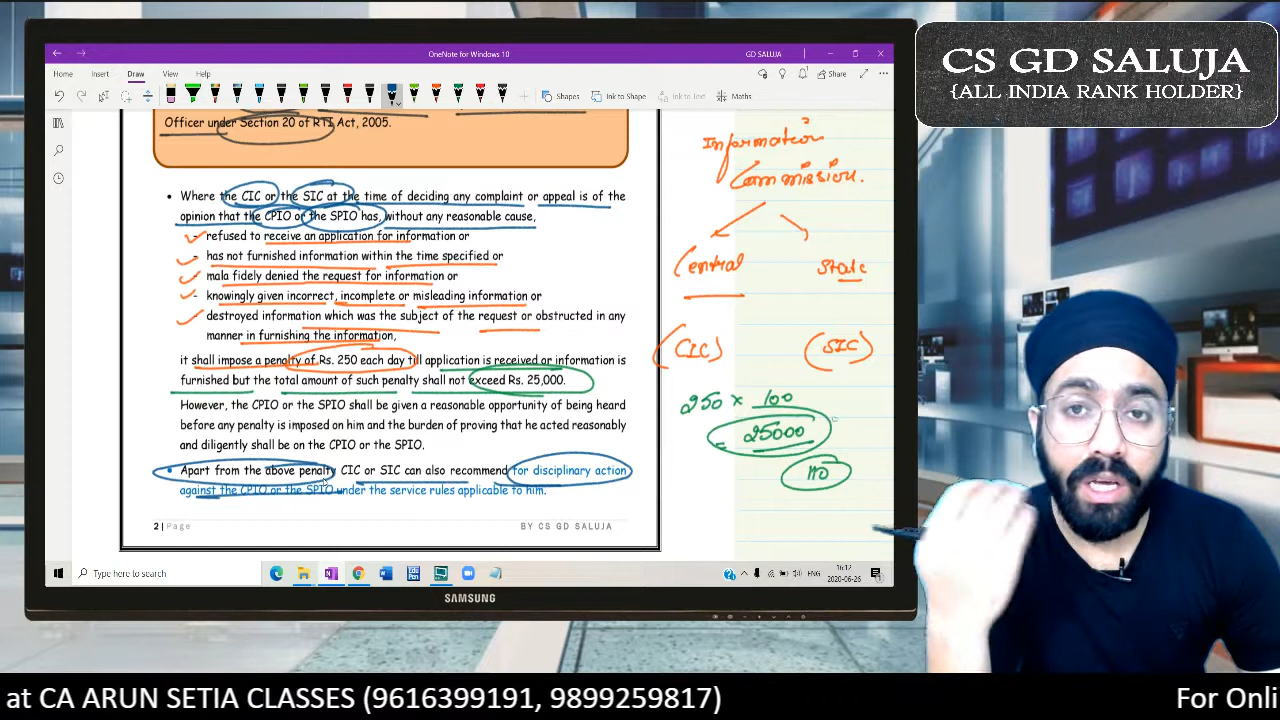 OneNote for Windows 10
GD SALUJA
Home Insert Draw View Help
Share
Shapes
Ink to Shape
Ink to Text
Maths
CS GD SALUJA
{ALL INDIA RANK HOLDER}
Officer under Section 20 of RTI Act, 2005.
• Where the CIC or the SIC at the time of deciding any complaint or appeal is of the
opinion that the CPIO or the SPIO has, without any reasonable cause,
- refused to receive an application for information or
- has not furnished information within the time specified or
- mala fidely denied the request for information or
- knowingly given incorrect, incomplete or misleading information or
- destroyed information which was the subject of the request or obstructed in any
manner in furnishing the information,
it shall impose a penalty of Rs. 250 each day till application is received or information is
furnished but the total amount of such penalty shall not exceed Rs. 25,000.
However, the CPIO or the SPIO shall be given a reasonable opportunity of being heard
before any penalty is imposed on him and the burden of proving that he acted reasonably
and diligently shall be on the CPIO or the SPIO.
• Apart from the above penalty CIC or SIC can also recommend for disciplinary action
against the CPIO or the SPIO under the service rules applicable to him.
2 | Page
BY CS GD SALUJA
Information
Commission.
Central
State
(CIC)
(SIC)
250 × 100
= 25000
110
Type here to search
ENG
16:12
2020-06-26
SAMSUNG
at CA ARUN SETIA CLASSES (9616399191, 9899259817)
For Onli